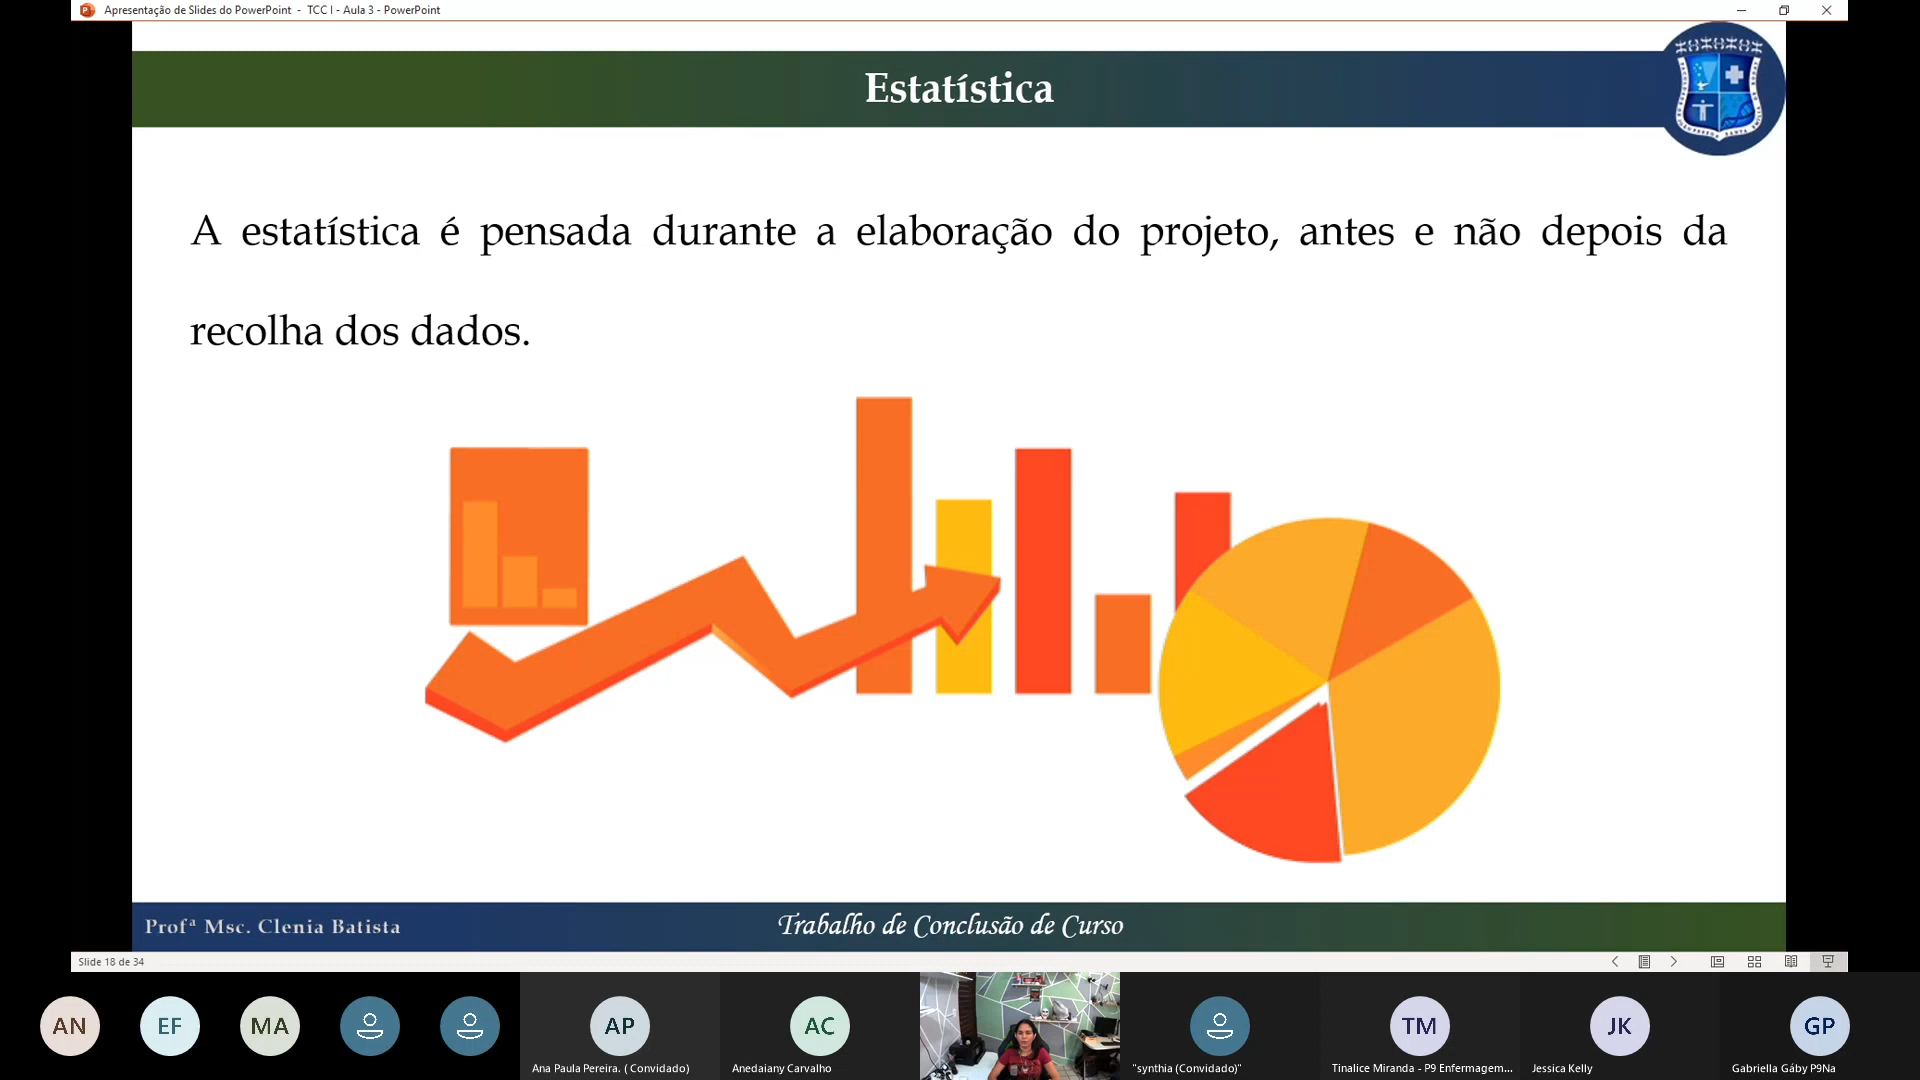 Apresentação de Slides do PowerPoint - TCC I - Aula 3 - PowerPoint
Estatística
A estatística é pensada durante a elaboração do projeto, antes e não depois da
recolha dos dados.
Profª Msc. Clenia Batista
Trabalho de Conclusão de Curso
Slide 18 de 34
AN
EF
MA
AP
AC
TM
JK
GP
Ana Paula Pereira. ( Convidado)
Anedaiany Carvalho
"synthia (Convidado)"
Tinalice Miranda - P9 Enfermagem...
Jessica Kelly
Gabriella Gáby P9Na